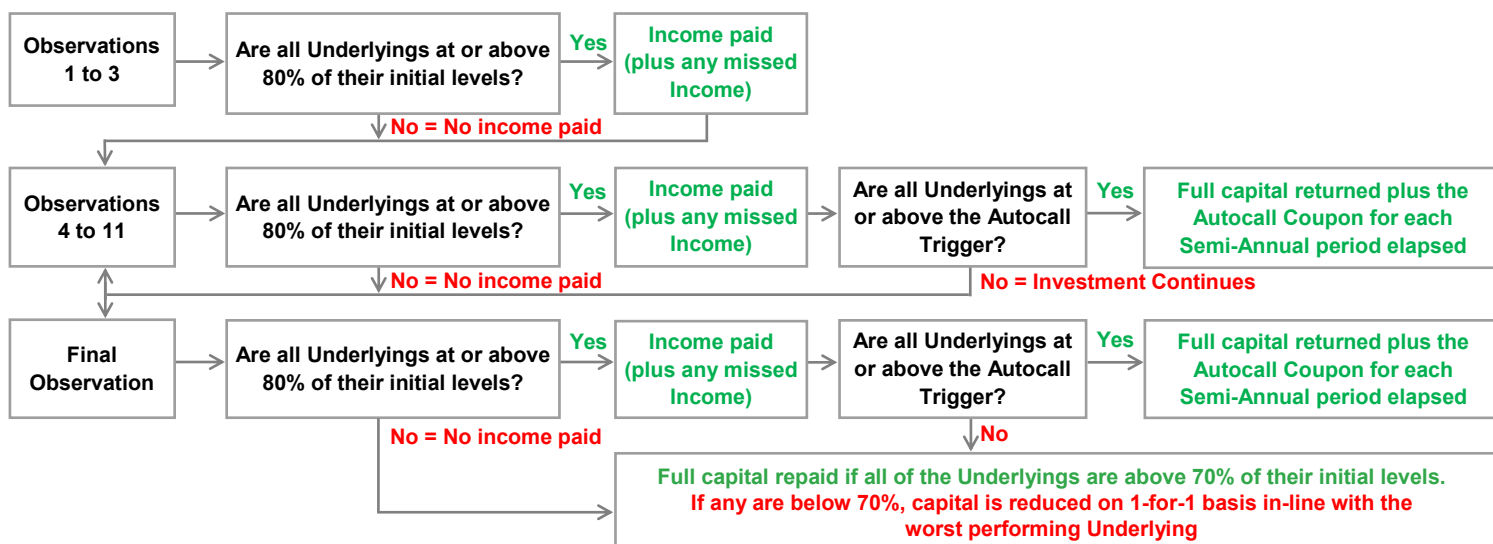 Observations
1 to 3
Are all Underlyings at or above
80% of their initial levels?
Yes
Income paid
(plus any missed
Income)
No = No income paid
Observations
4 to 11
Are all Underlyings at or above
80% of their initial levels?
Yes
Income paid
(plus any missed
Income)
Are all Underlyings at
or above the Autocall
Trigger?
Yes
Full capital returned plus the
Autocall Coupon for each
Semi-Annual period elapsed
No = No income paid
No = Investment Continues
Final
Observation
Are all Underlyings at or above
80% of their initial levels?
Yes
Income paid
(plus any missed
Income)
Are all Underlyings at
or above the Autocall
Trigger?
Yes
Full capital returned plus the
Autocall Coupon for each
Semi-Annual period elapsed
No = No income paid
No
Full capital repaid if all of the Underlyings are above 70% of their initial levels.
If any are below 70%, capital is reduced on 1-for-1 basis in-line with the
worst performing Underlying